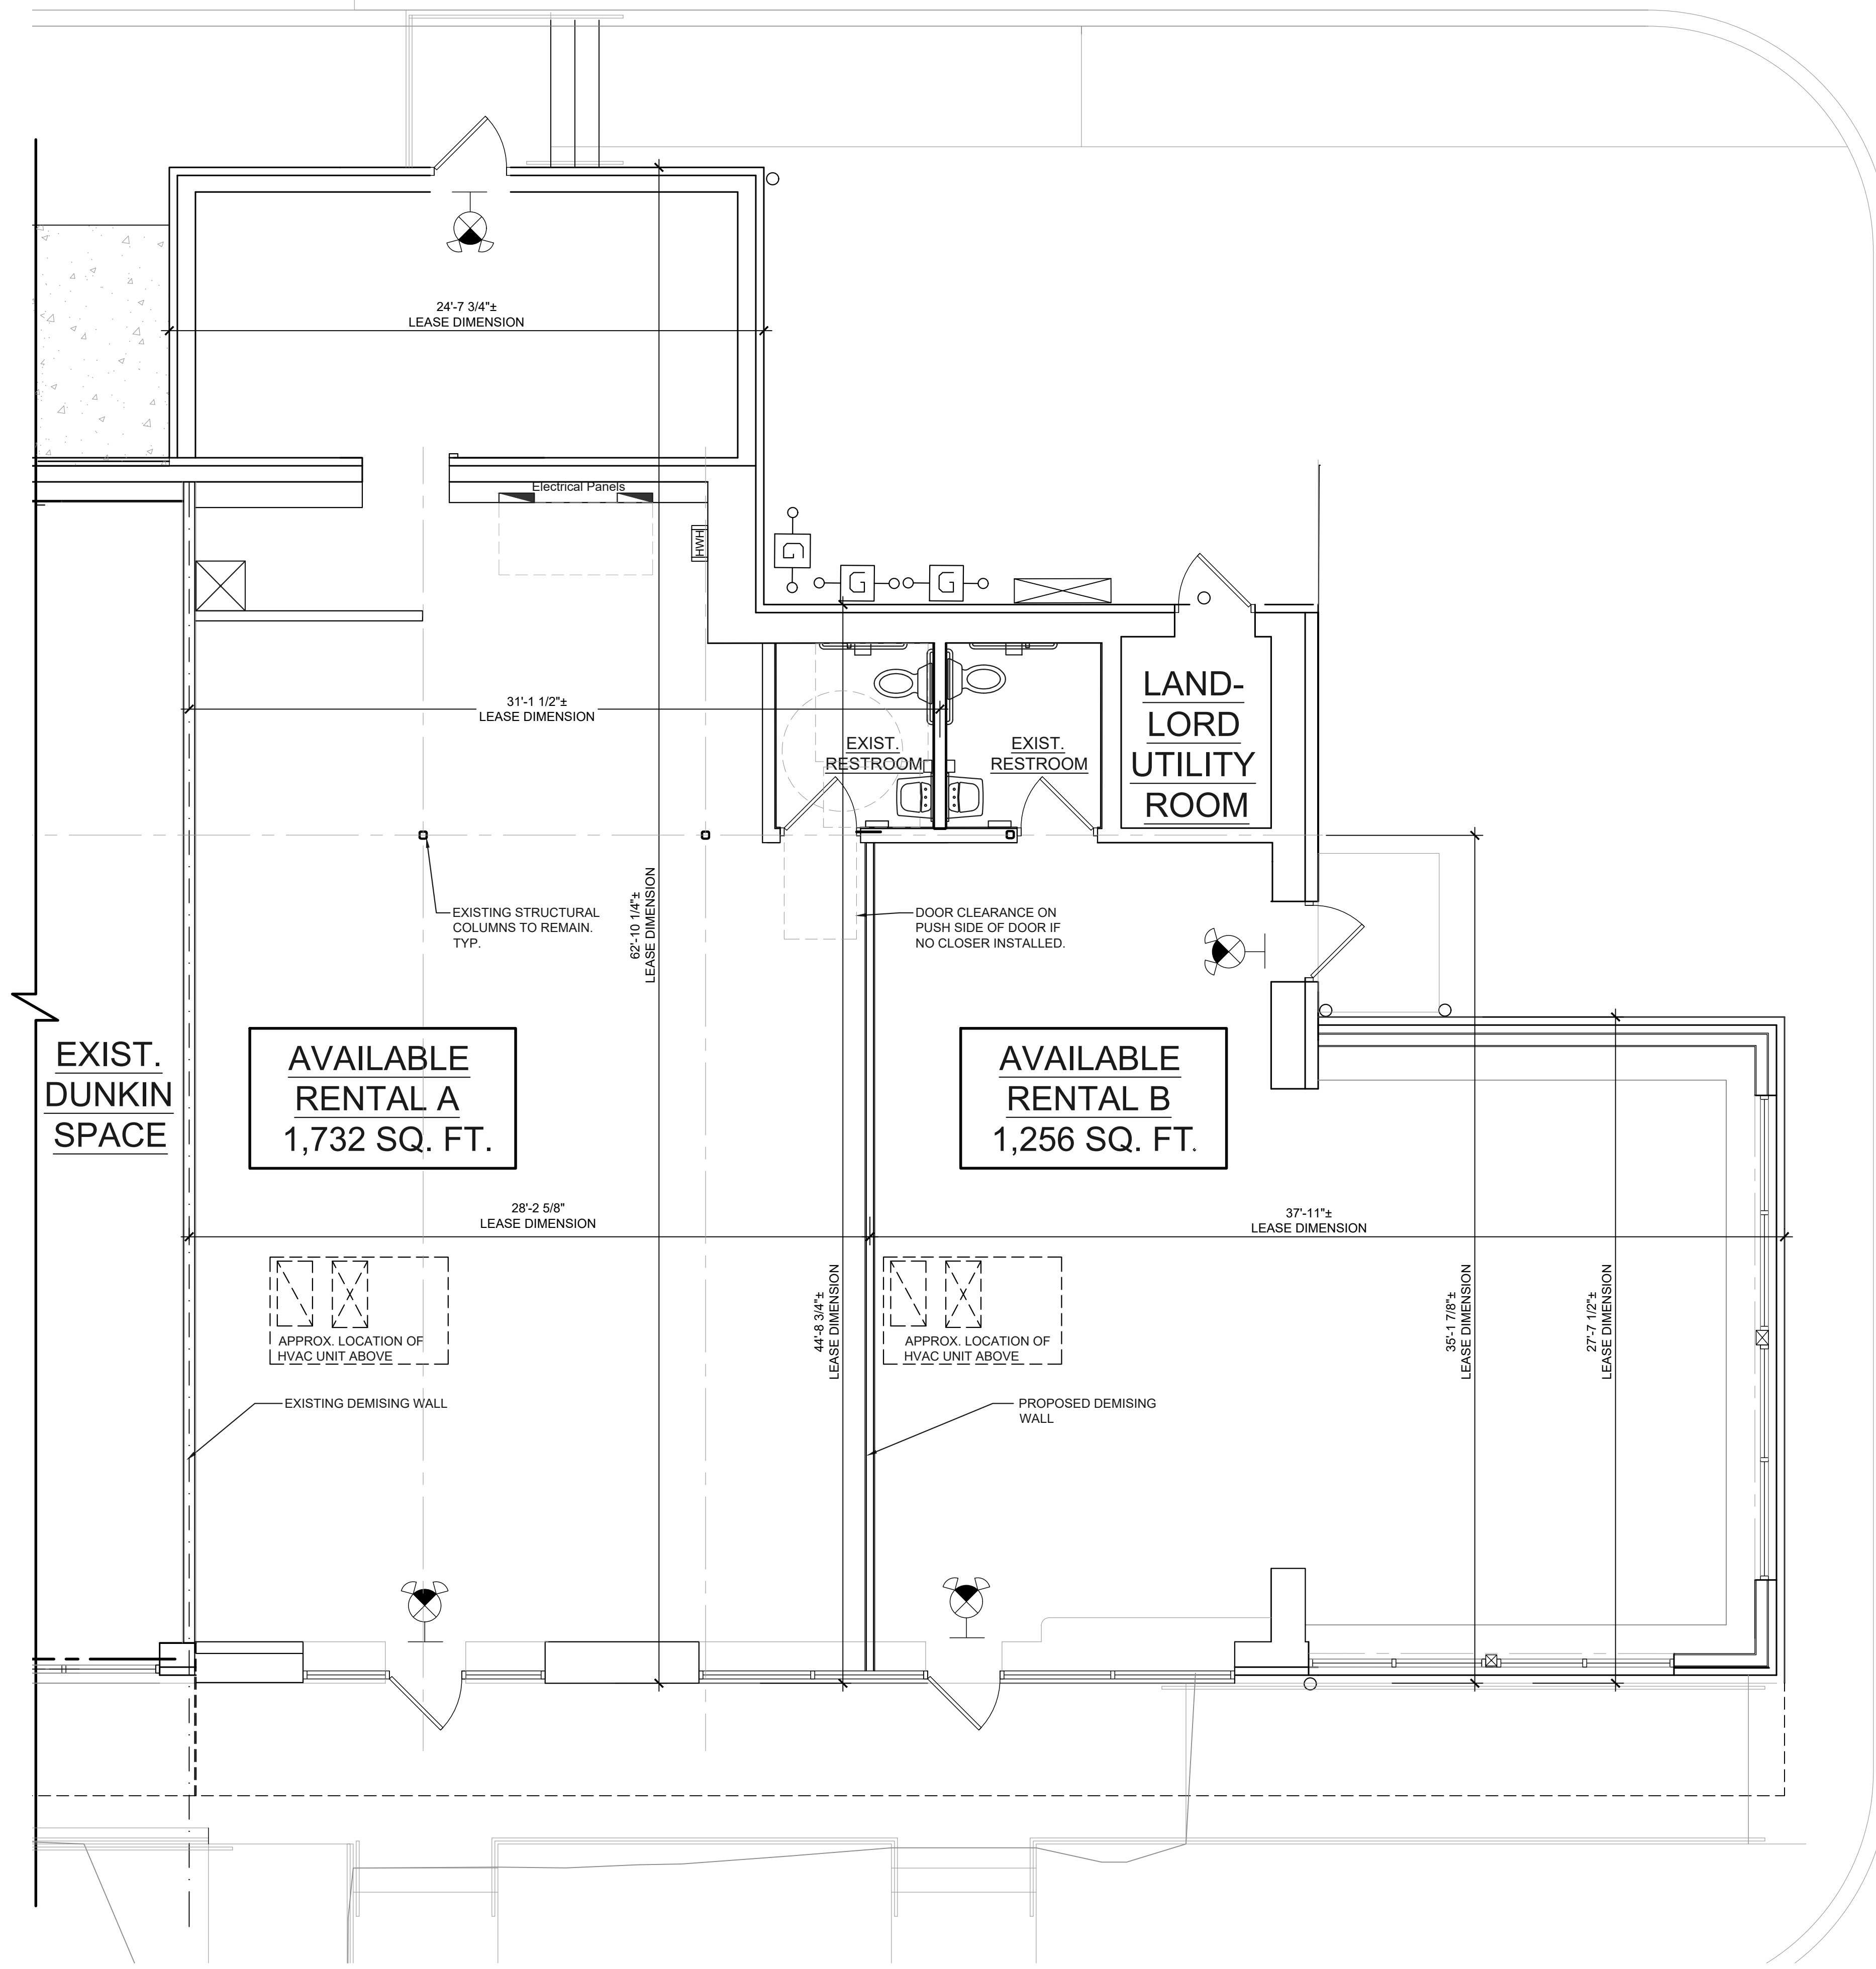 24'-7 3/4"±
LEASE DIMENSION
Electrical Panels
HWH
G
G
G
31'-1 1/2"±
LEASE DIMENSION
EXIST.
RESTROOM
EXIST.
RESTROOM
LAND-
LORD
UTILITY
ROOM
EXISTING STRUCTURAL
COLUMNS TO REMAIN.
TYP.
62'-10 1/4"±
LEASE DIMENSION
DOOR CLEARANCE ON
PUSH SIDE OF DOOR IF
NO CLOSER INSTALLED.
EXIST.
DUNKIN
SPACE
AVAILABLE
RENTAL A
1,732 SQ. FT.
AVAILABLE
RENTAL B
1,256 SQ. FT.
28'-2 5/8"
LEASE DIMENSION
37'-11"±
LEASE DIMENSION
44'-8 3/4"±
LEASE DIMENSION
35'-1 7/8"±
LEASE DIMENSION
27'-7 1/2"±
LEASE DIMENSION
APPROX. LOCATION OF
HVAC UNIT ABOVE
APPROX. LOCATION OF
HVAC UNIT ABOVE
EXISTING DEMISING WALL
PROPOSED DEMISING
WALL